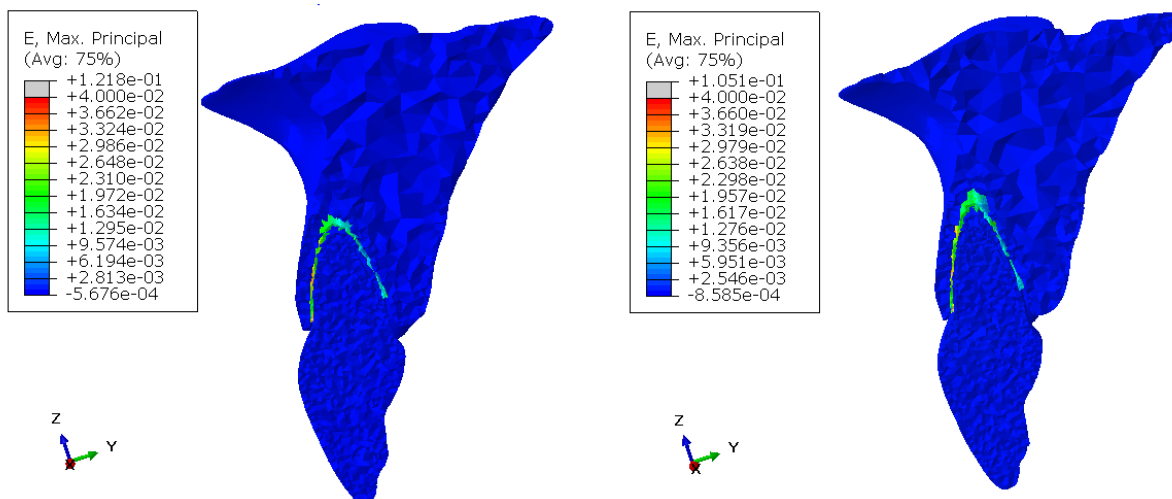 E, Max. Principal
(Avg: 75%)
+1.218e-01
+4.000e-02
+3.662e-02
+3.324e-02
+2.986e-02
+2.648e-02
+2.310e-02
+1.972e-02
+1.634e-02
+1.295e-02
+9.574e-03
+6.194e-03
+2.813e-03
-5.676e-04
Z
Y
X
E, Max. Principal
(Avg: 75%)
+1.051e-01
+4.000e-02
+3.660e-02
+3.319e-02
+2.979e-02
+2.638e-02
+2.298e-02
+1.957e-02
+1.617e-02
+1.276e-02
+9.356e-03
+5.951e-03
+2.546e-03
-8.585e-04
Z
Y
X